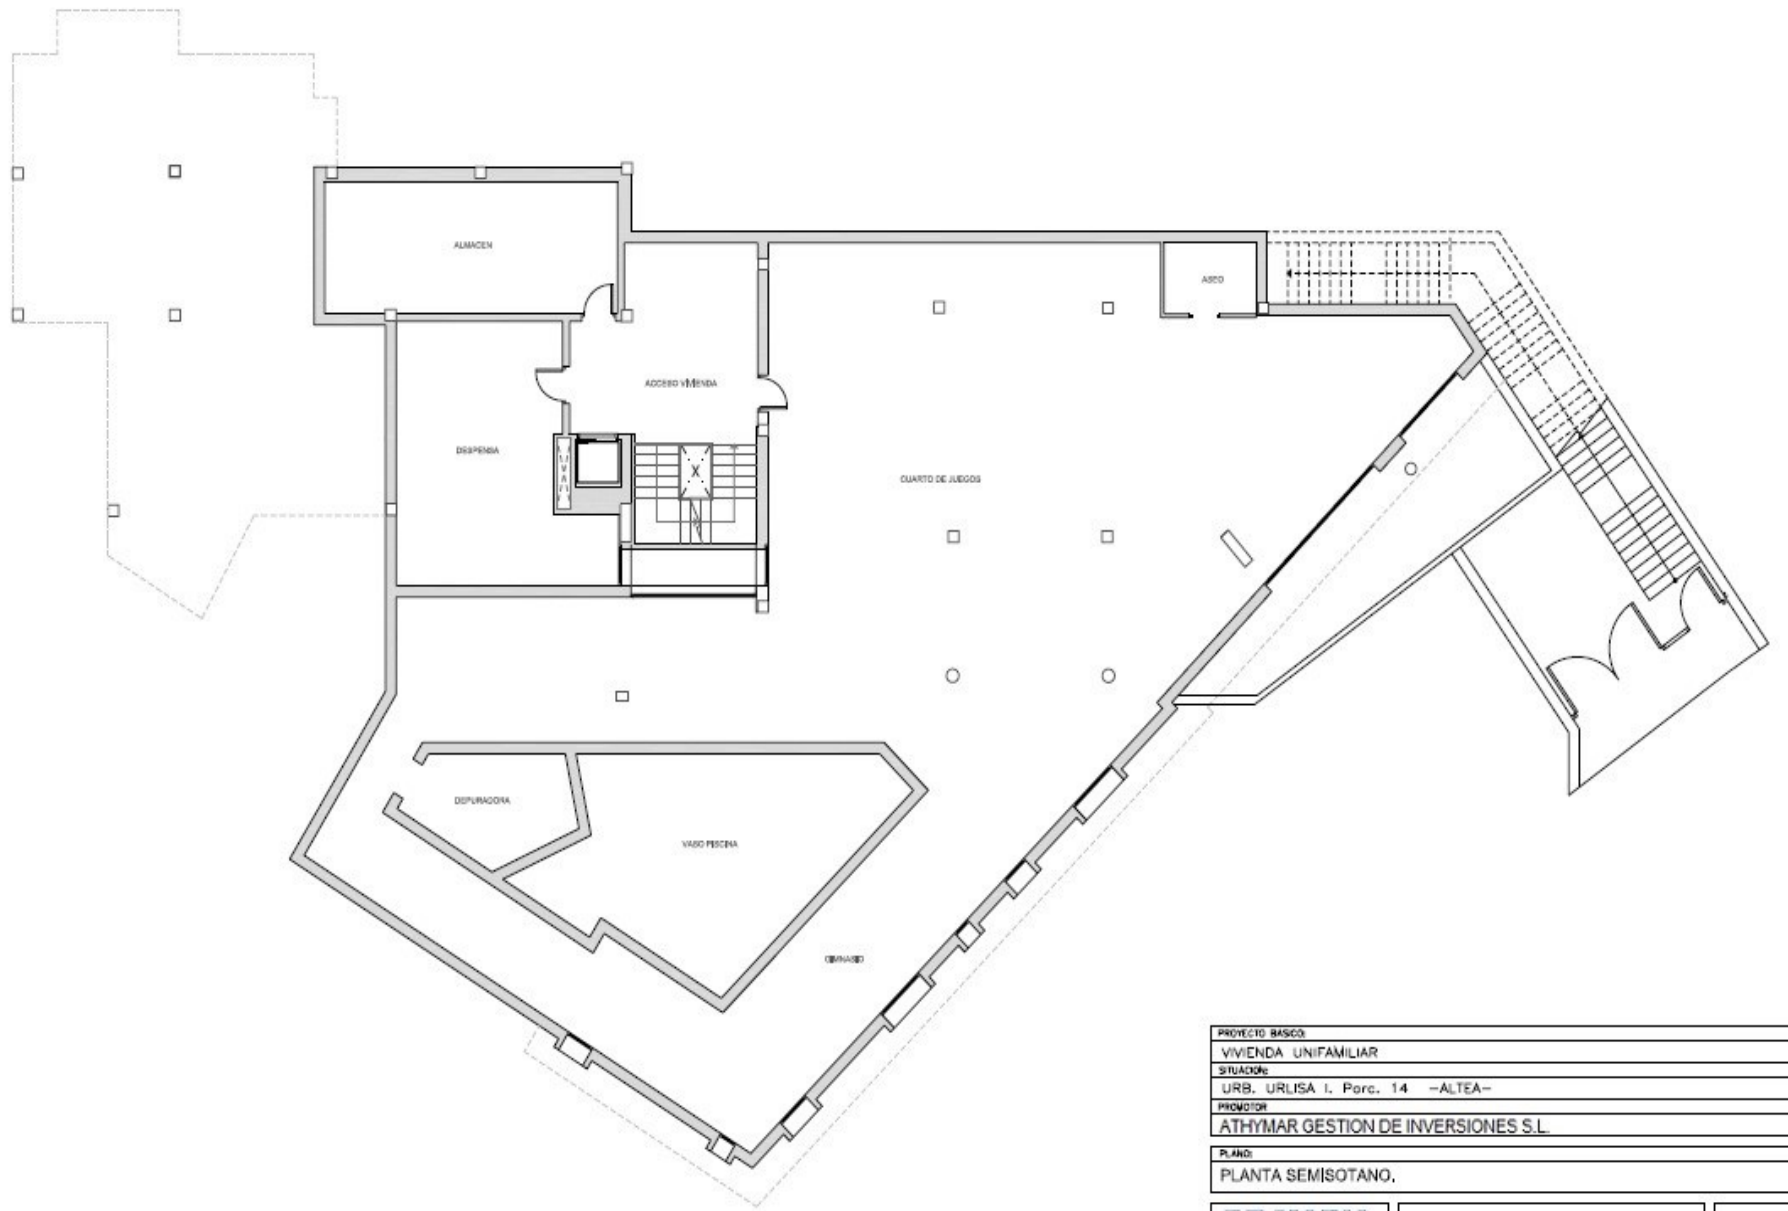 ALMACEN
ASEO
ACCESO VIVIENDA
DESPENSA
X
CUARTO DE JUEGOS
DEPURADORA
VASO PISCINA
GIMNASIO
PROYECTO BASICO:
VIVIENDA UNIFAMILIAR
SITUACION:
URB. URLISA I. Parc. 14 -ALTEA-
PROMOTOR
ATHYMAR GESTION DE INVERSIONES S.L.
PLANO:
PLANTA SEMISOTANO.